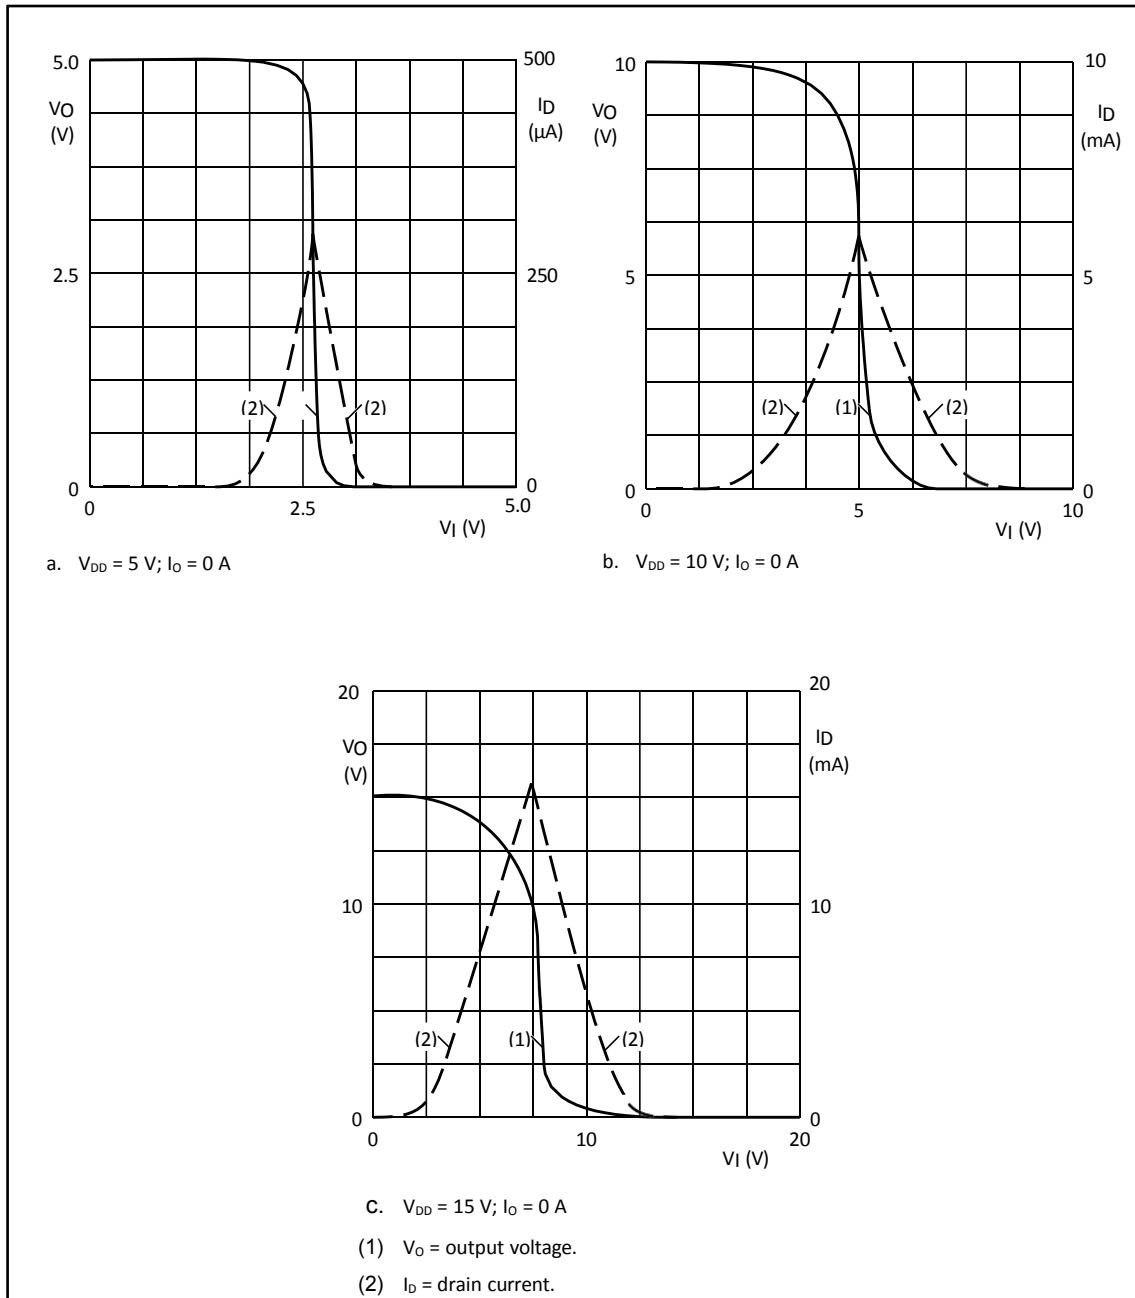 5.0
500
VO
(V)
ID
(µA)
2.5
250
(2)
(2)
0
0
0
2.5
5.0
VI (V)
a. VDD = 5 V; IO = 0 A
10
10
VO
(V)
ID
(mA)
5
5
(2)
(1)
(2)
0
0
0
5
10
VI (V)
b. VDD = 10 V; IO = 0 A
20
20
VO
(V)
ID
(mA)
10
10
(2)
(1)
(2)
0
0
0
10
20
VI (V)
c. VDD = 15 V; IO = 0 A
(1) VO = output voltage.
(2) ID = drain current.